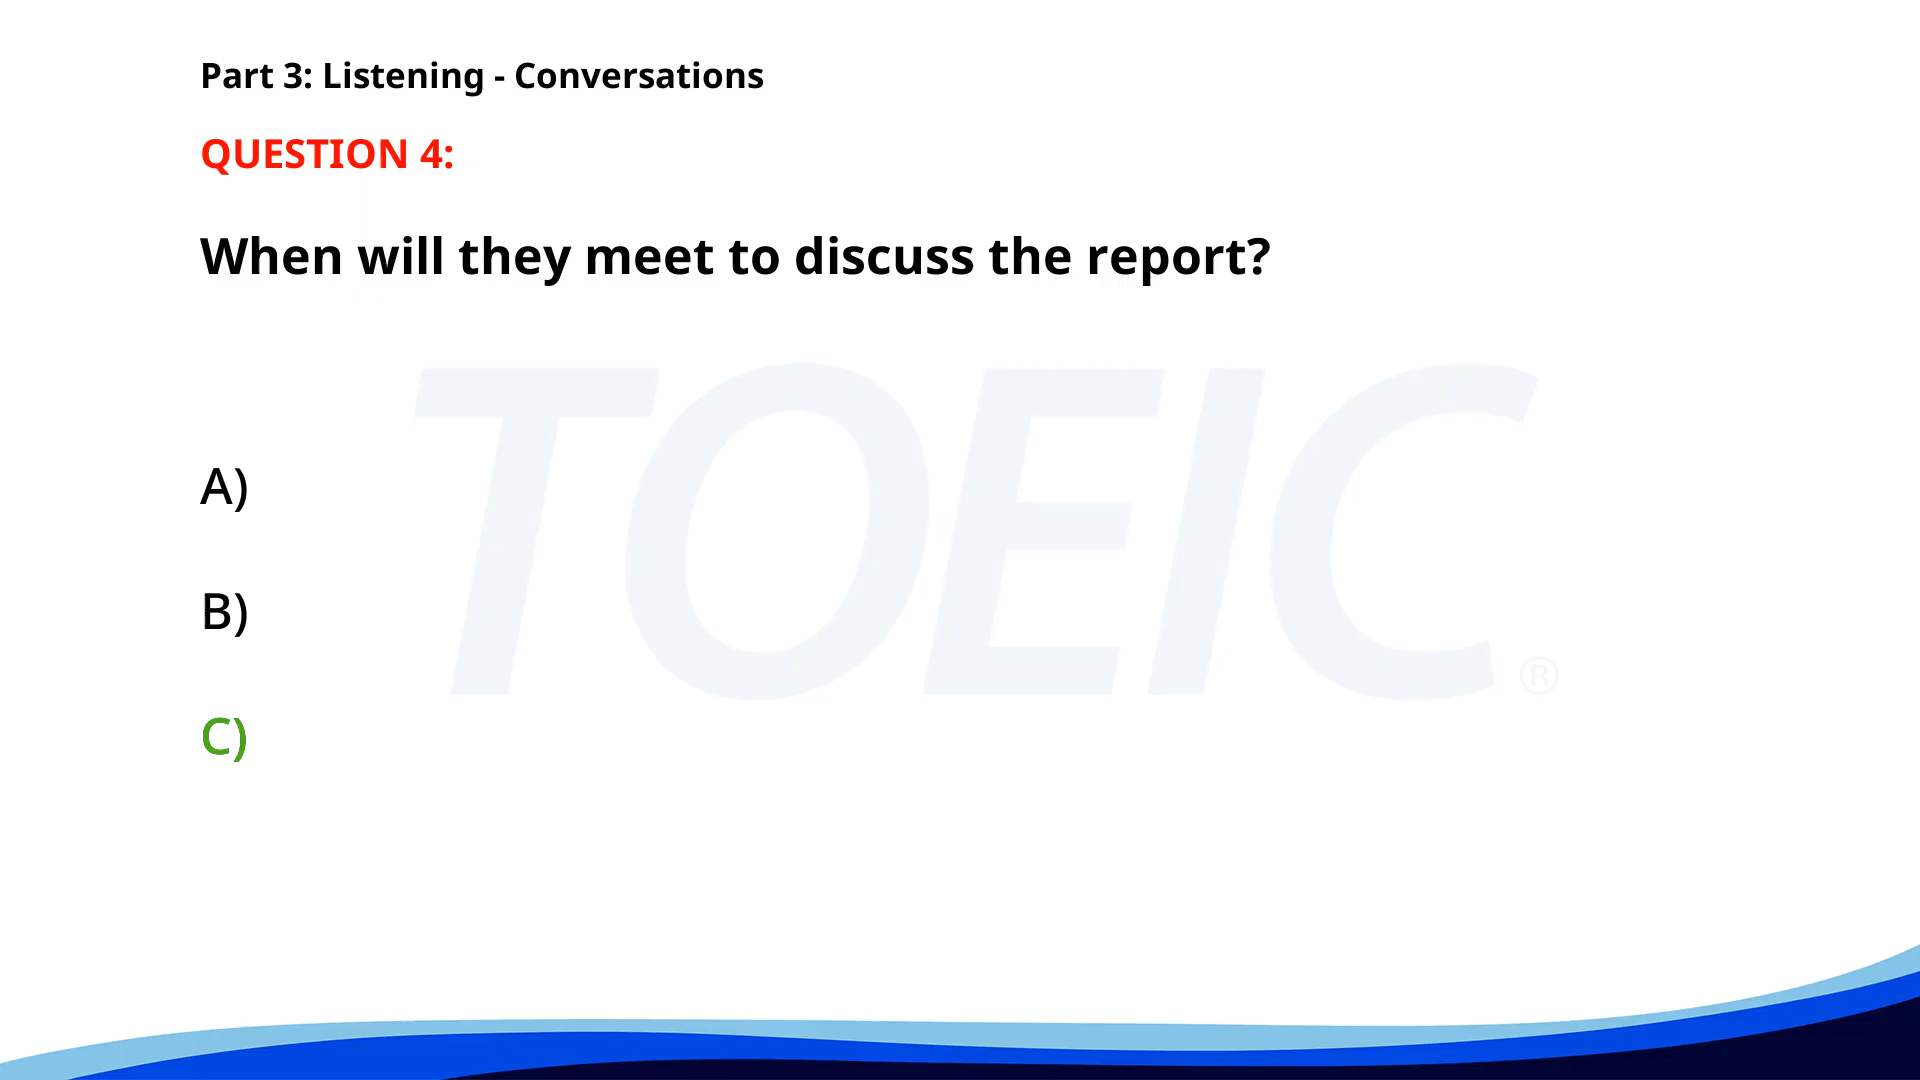 Part 3: Listening - Conversations
QUESTION 4:
When will they meet to discuss the report?
TOEIC®
A)
B)
C)